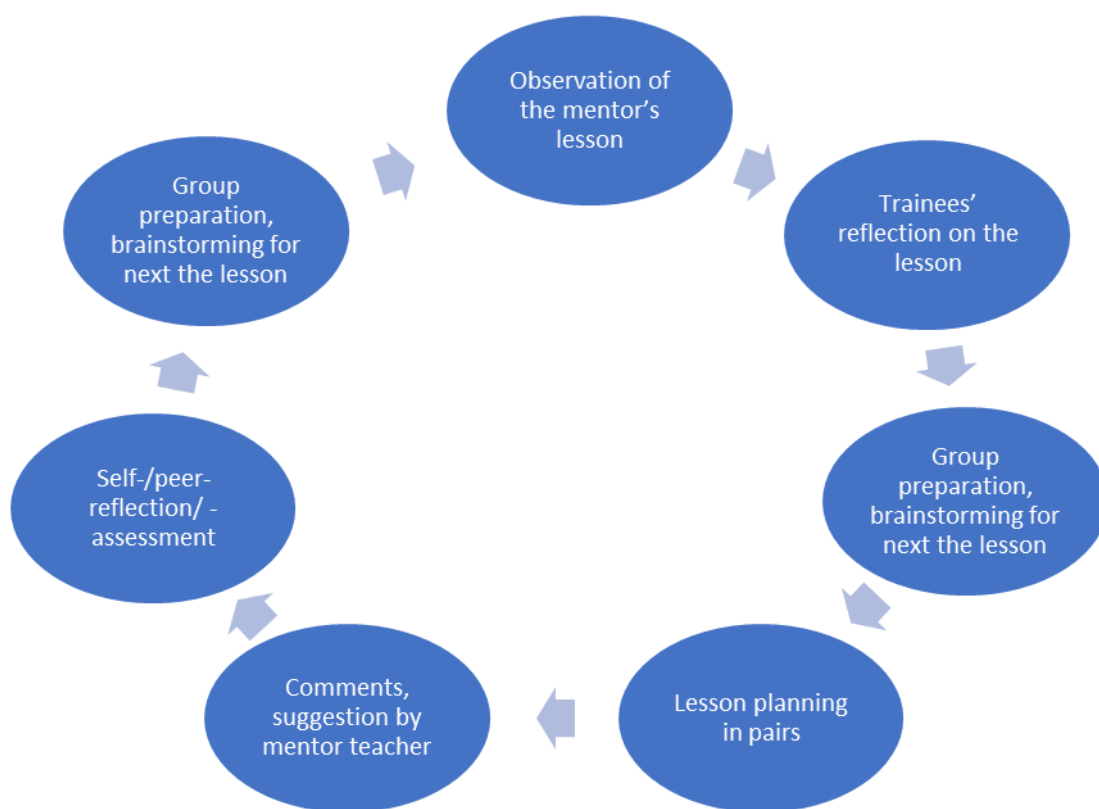 Observation of
the mentor's
lesson
Trainees'
reflection on the
lesson
Group
preparation,
brainstorming for
next the lesson
Lesson planning
in pairs
Comments,
suggestion by
mentor teacher
Self-/peer-
reflection/ -
assessment
Group
preparation,
brainstorming for
next the lesson